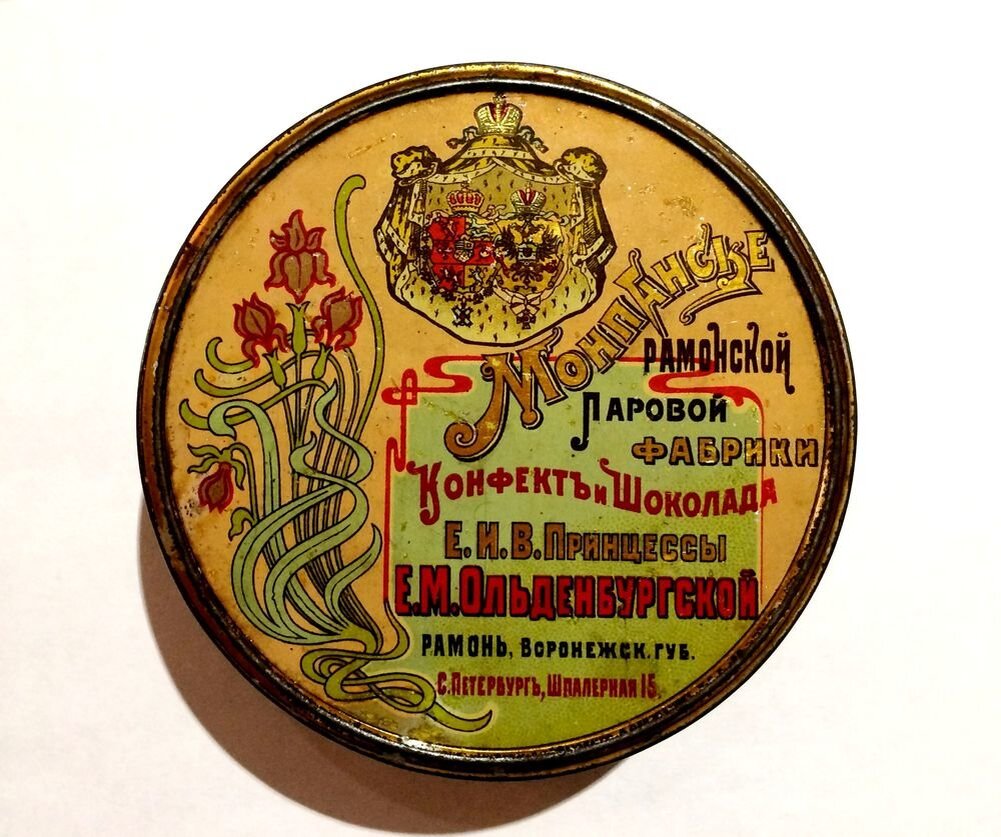 МОНПАНСЬЕ
РАМОНСКОЙ
ПАРОВОЙ
ФАБРИКИ
КОНФЕКТЪ и ШОКОЛАДА
Е. И. В. ПРИНЦЕССЫ
Е. М. ОЛЬДЕНБУРГСКОЙ
РАМОНЬ, ВОРОНЕЖСК. ГУБ.
С. ПЕТЕРБУРГЪ, ШПАЛЕРНАЯ 15.